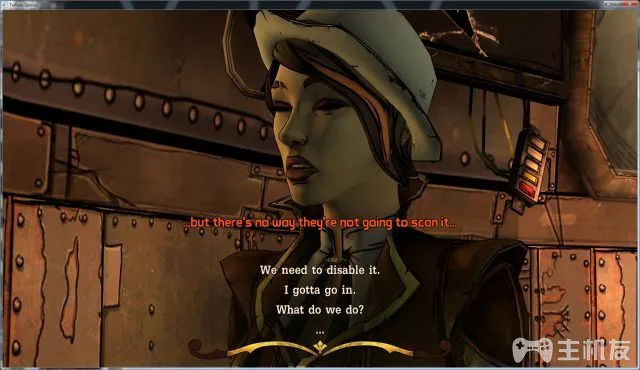 Telltale Games
...but there's no way they're not going to scan it...
We need to disable it.
I gotta go in.
What do we do?
...
主机友